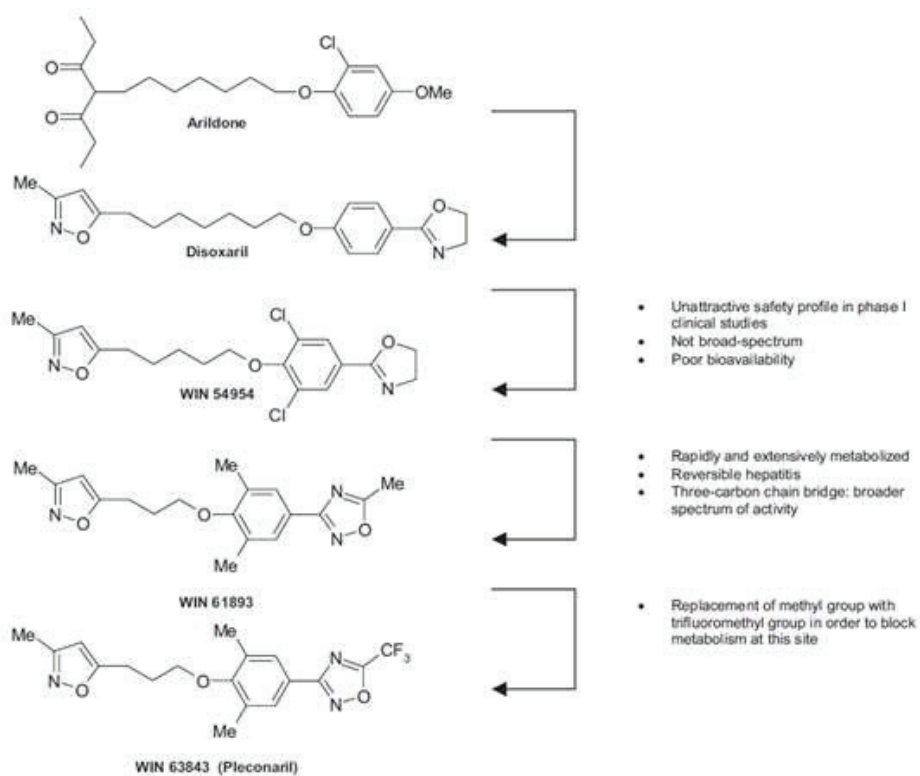 Cl
O
O
O
OMe
Arildone
Me
N
O
O
O
N
Disoxaril
Me
N
O
O
Cl
Cl
O
N
WIN 54954
• Unattractive safety profile in phase I
clinical studies
• Not broad-spectrum
• Poor bioavailability
Me
N
O
O
Me
Me
N
N
O
Me
WIN 61893
• Rapidly and extensively metabolized
• Reversible hepatitis
• Three-carbon chain bridge: broader
spectrum of activity
Me
N
O
O
Me
Me
N
N
O
CF3
WIN 63843 (Pleconaril)
• Replacement of methyl group with
trifluoromethyl group in order to block
metabolism at this site